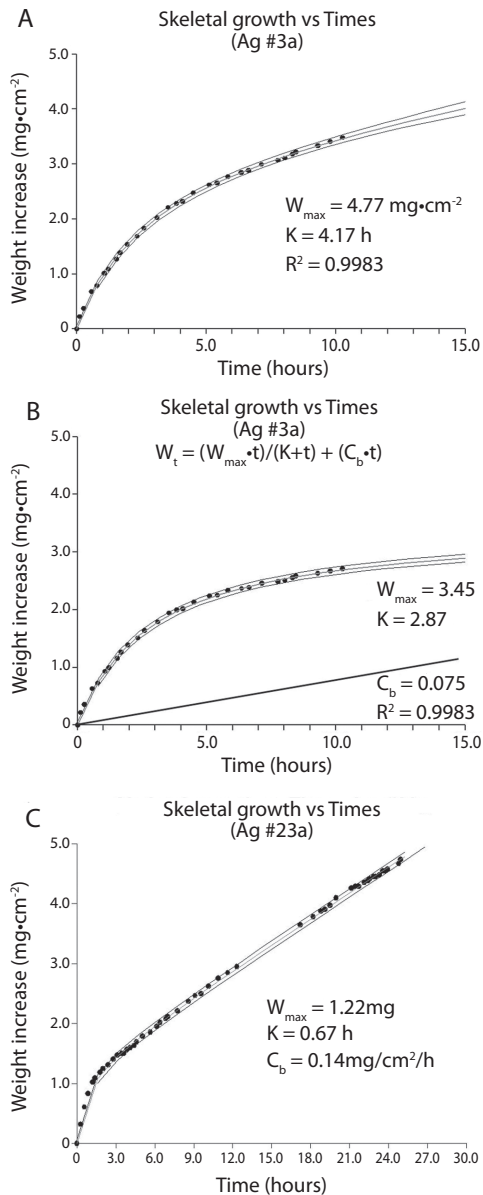 A
Skeletal growth vs Times
(Ag #3a)
Weight increase (mg•cm-2)
5.0
4.0
3.0
2.0
1.0
0
W_max = 4.77 mg•cm-2
K = 4.17 h
R2 = 0.9983
0
5.0
10.0
15.0
Time (hours)
B
Skeletal growth vs Times
(Ag #3a)
W_t = (W_max•t)/(K+t) + (C_b•t)
Weight increase (mg•cm-2)
5.0
4.0
3.0
2.0
1.0
0
W_max = 3.45
K = 2.87
C_b = 0.075
R2 = 0.9983
0
5.0
10.0
15.0
Time (hours)
C
Skeletal growth vs Times
(Ag #23a)
Weight increase (mg•cm-2)
5.0
4.0
3.0
2.0
1.0
0
W_max = 1.22mg
K = 0.67 h
C_b = 0.14mg/cm2/h
0
3.0
6.0
9.0
12.0
15.0
18.0
21.0
24.0
27.0
30.0
Time (hours)